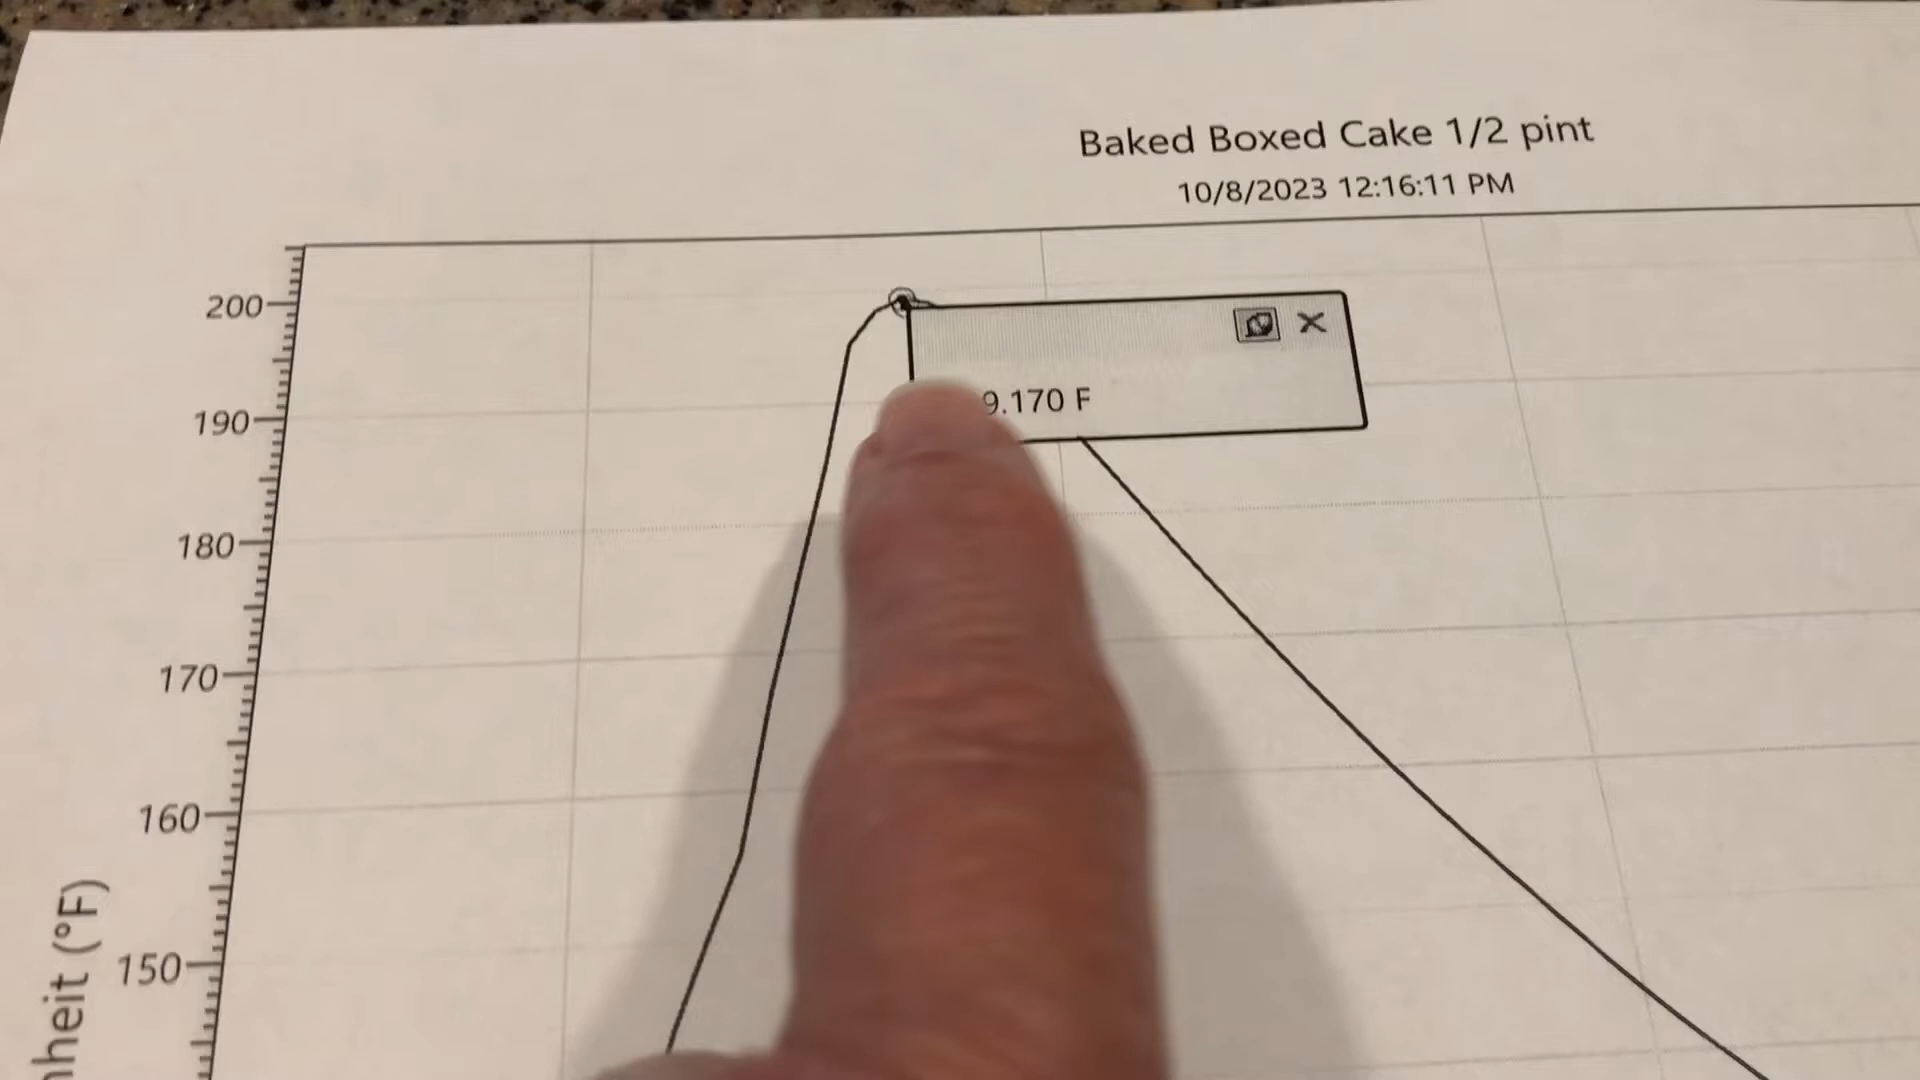 Baked Boxed Cake 1/2 pint
10/8/2023 12:16:11 PM
200
9.170 F
190
180
170
160
150
nheit (°F)